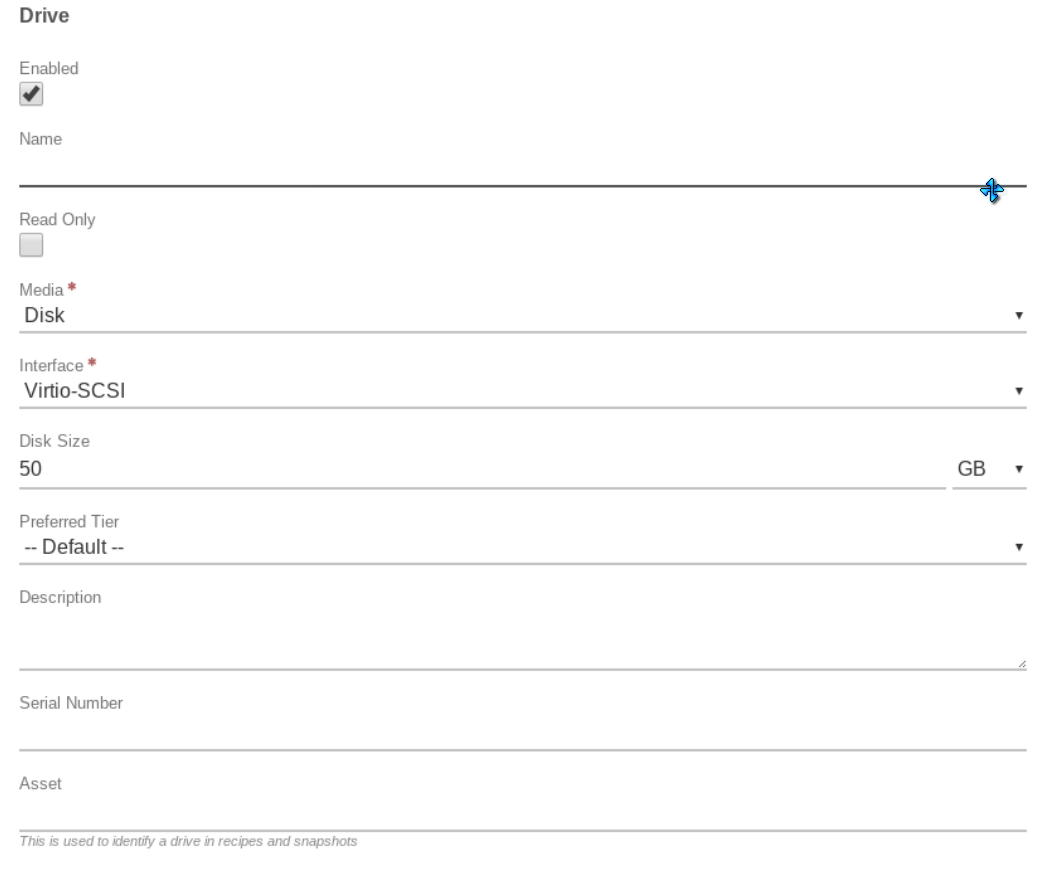 Drive
Enabled
Name
Read Only
Media *
Disk
Interface *
Virtio-SCSI
Disk Size
50 GB
Preferred Tier
-- Default --
Description
Serial Number
Asset
This is used to identify a drive in recipes and snapshots